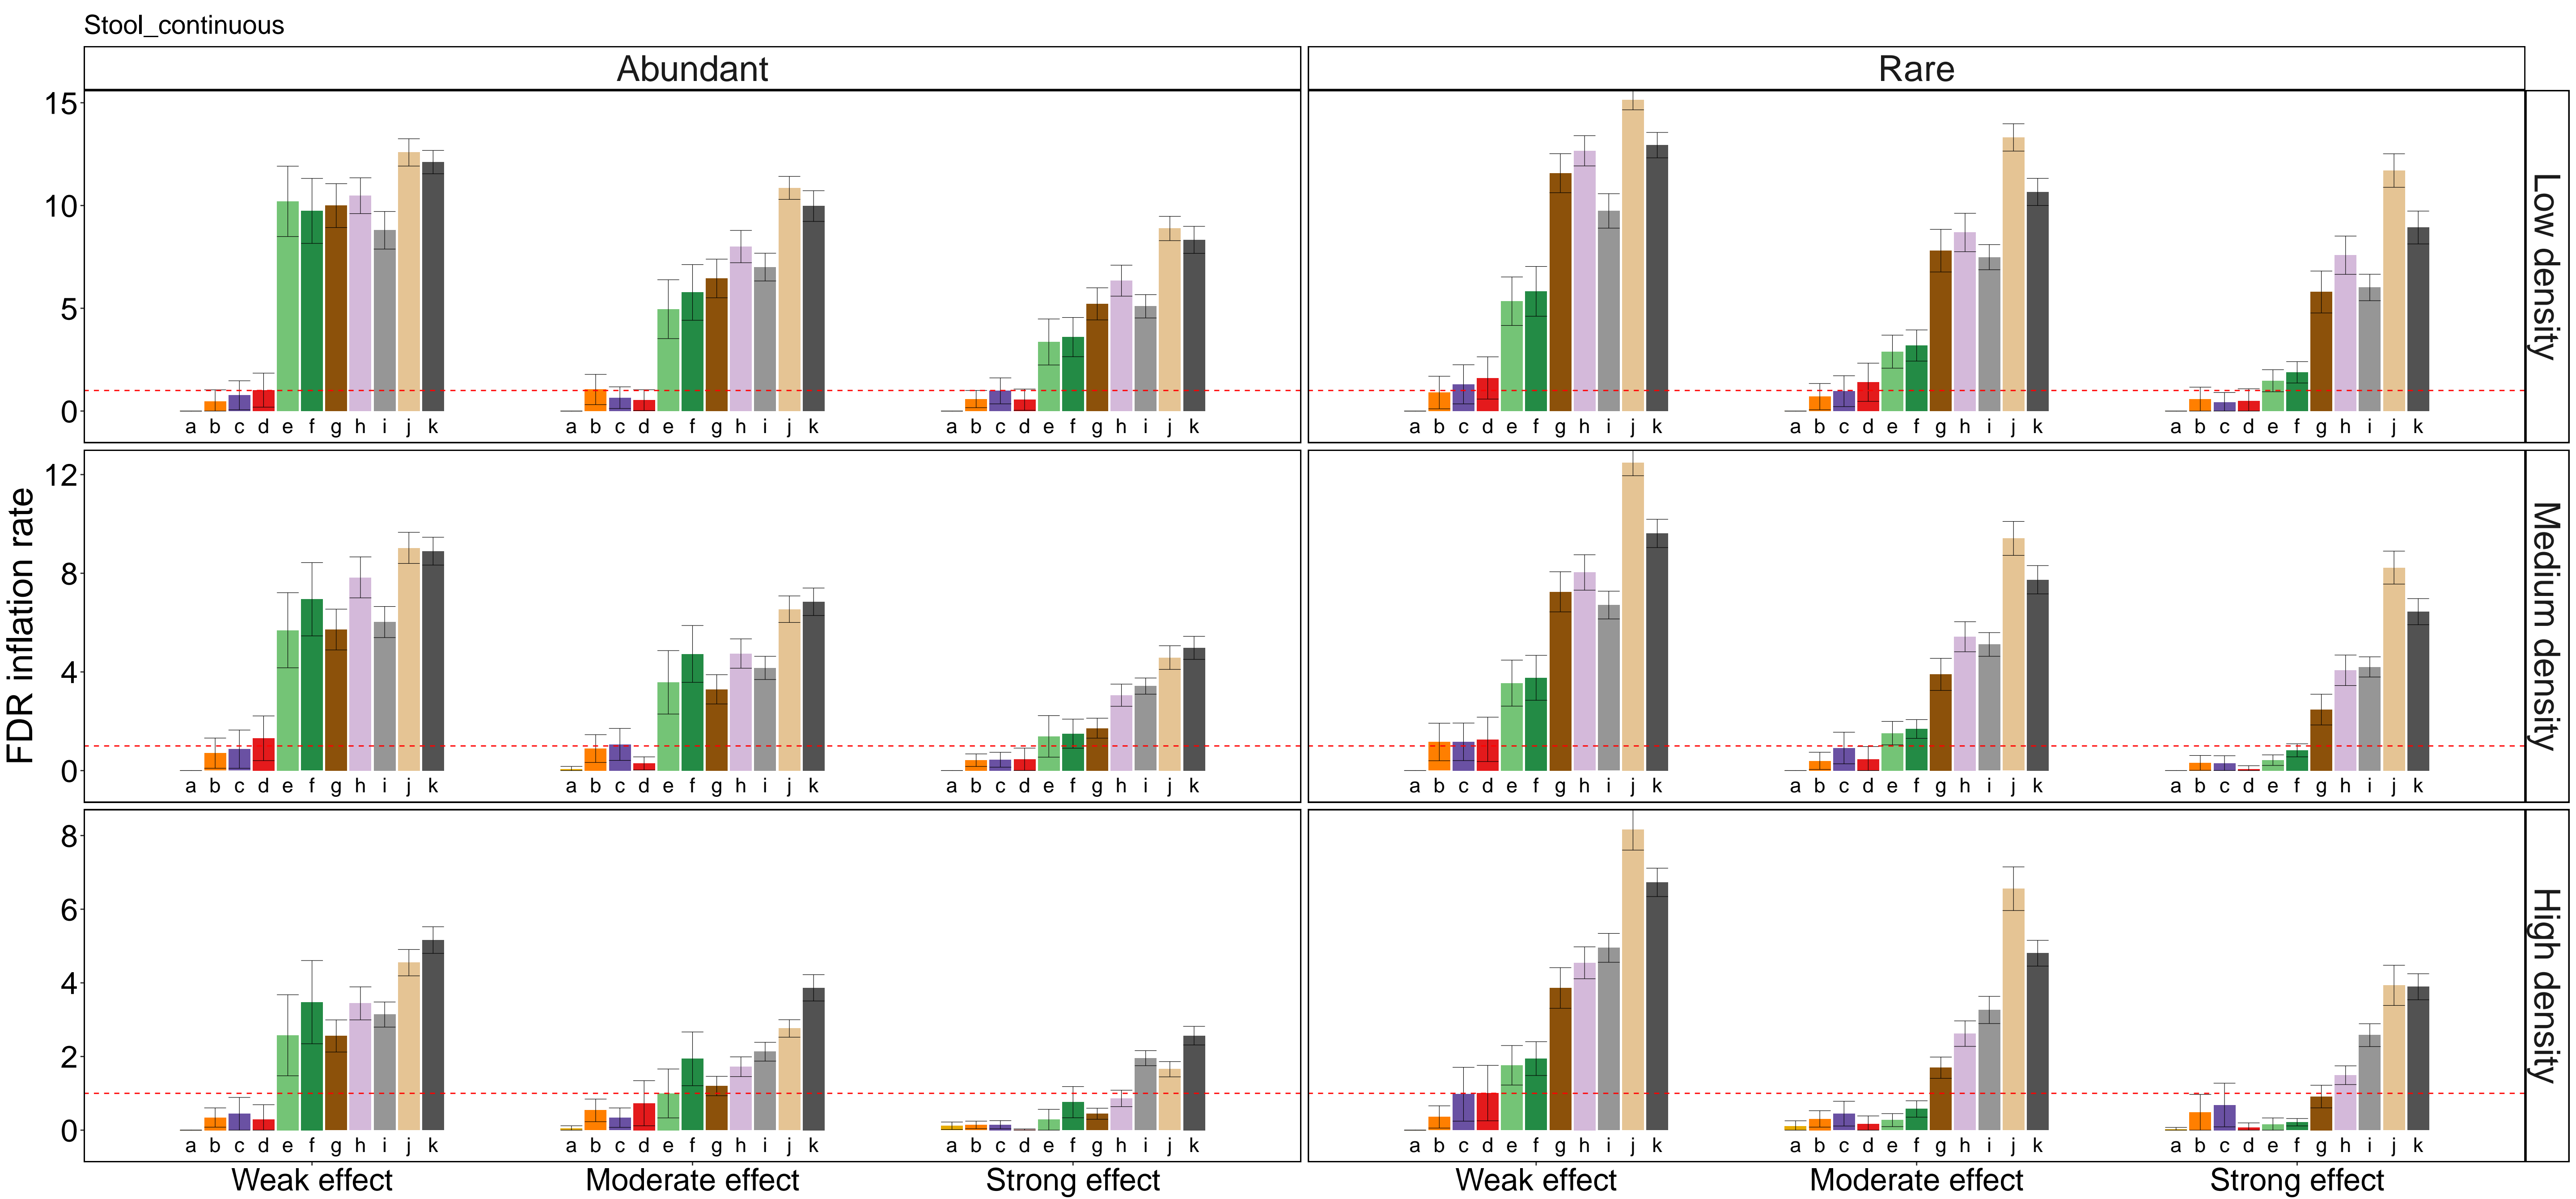 Stool_continuous
Abundant Rare
15
10
5
0
a b c d e f g h i j k a b c d e f g h i j k a b c d e f g h i j k a b c d e f g h i j k a b c d e f g h i j k a b c d e f g h i j k
Low density
12
8
4
0
a b c d e f g h i j k a b c d e f g h i j k a b c d e f g h i j k a b c d e f g h i j k a b c d e f g h i j k a b c d e f g h i j k
Medium density
FDR inflation rate
8
6
4
2
0
a b c d e f g h i j k a b c d e f g h i j k a b c d e f g h i j k a b c d e f g h i j k a b c d e f g h i j k a b c d e f g h i j k
High density
Weak effect Moderate effect Strong effect Weak effect Moderate effect Strong effect